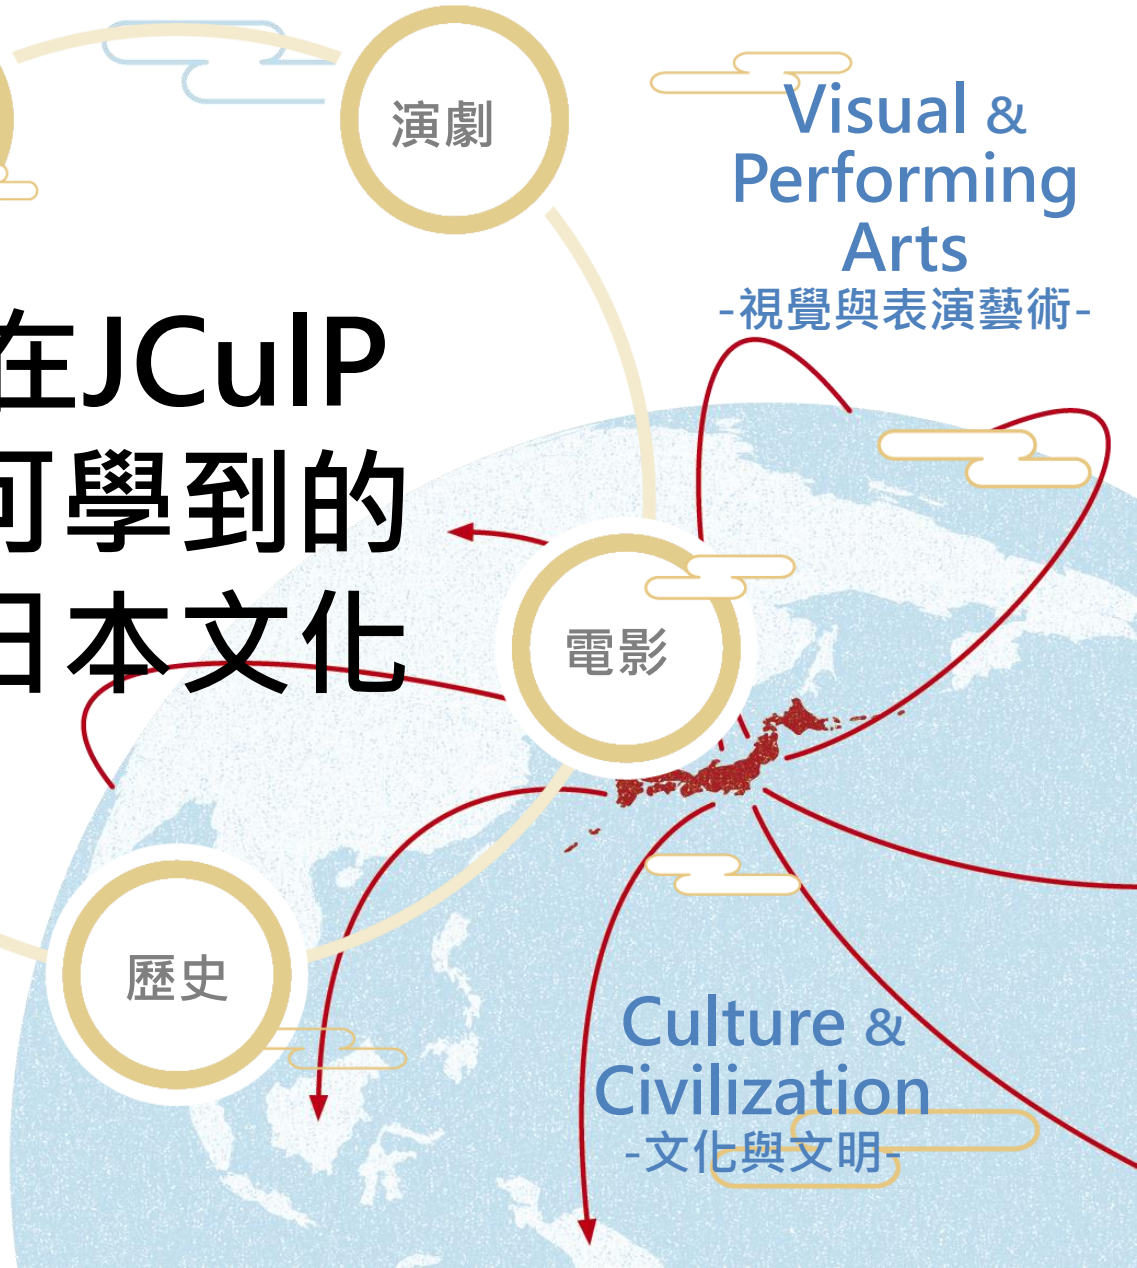 演劇
Visual &
Performing
Arts
-視覺與表演藝術-
在JCulP
可學到的
日本文化
電影
歷史
Culture &
Civilization
-文化與文明-